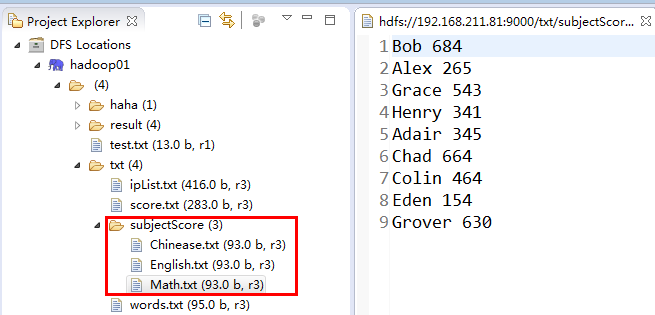 Project Explorer
DFS Locations
hadoop01
(4)
haha (1)
result (4)
test.txt (13.0 b, r1)
txt (4)
ipList.txt (416.0 b, r3)
score.txt (283.0 b, r3)
subjectScore (3)
Chinease.txt (93.0 b, r3)
English.txt (93.0 b, r3)
Math.txt (93.0 b, r3)
words.txt (95.0 b, r3)
hdfs://192.168.211.81:9000/txt/subjectScor...
1 Bob 684
2 Alex 265
3 Grace 543
4 Henry 341
5 Adair 345
6 Chad 664
7 Colin 464
8 Eden 154
9 Grover 630